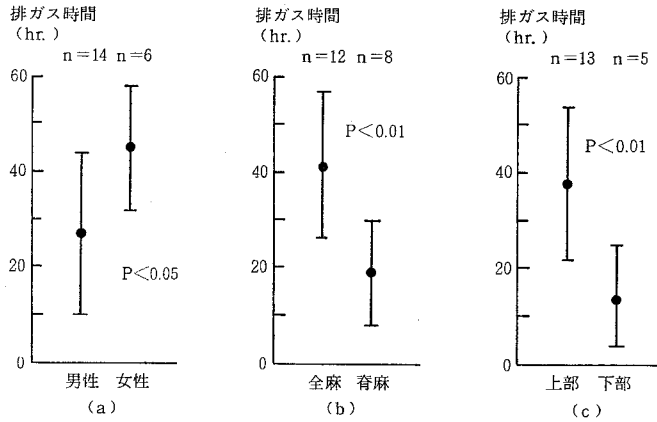 排ガス時間
(hr.)
n=14 n=6
60
40
20
0
P<0.05
男性 女性
(a)
排ガス時間
(hr.)
n=12 n=8
60
40
20
0
P<0.01
全麻 脊麻
(b)
排ガス時間
(hr.)
n=13 n=5
60
40
20
0
P<0.01
上部 下部
(c)